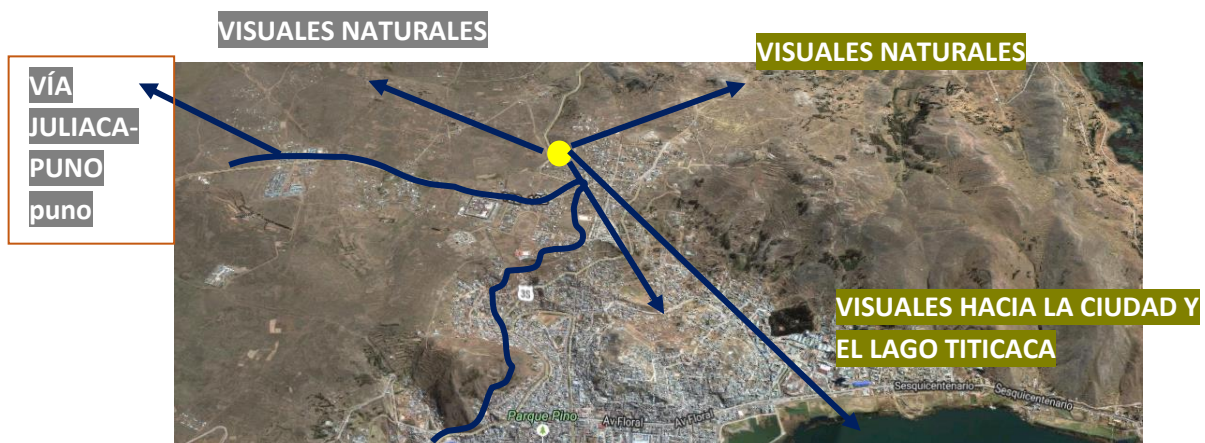 VISUALES NATURALES
VISUALES NATURALES
VÍA
JULIACA-
PUNO
puno
VISUALES HACIA LA CIUDAD Y
EL LAGO TITICACA
Sesquicentenario
Sesquicentenario
Parque Pino
Av Floral
Av Floral